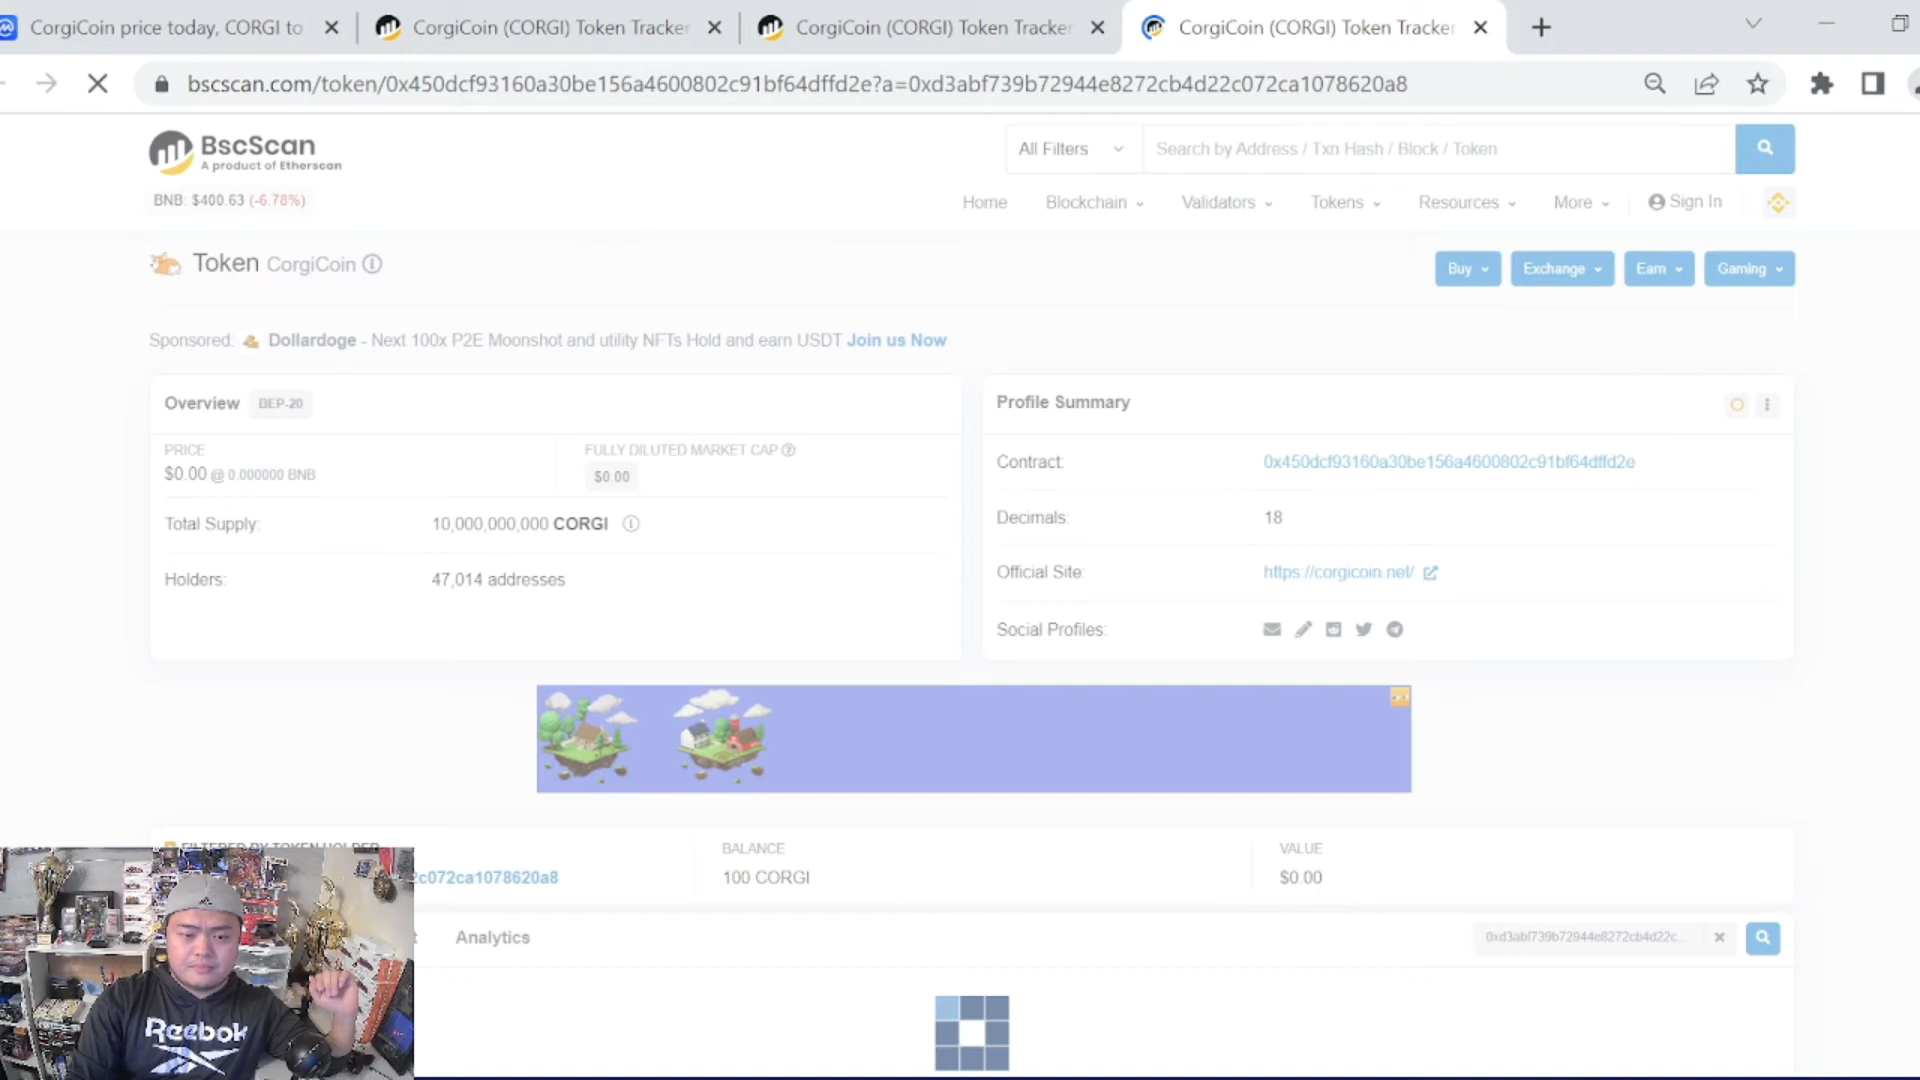 CorgiCoin price today, CORGI to
CorgiCoin (CORGI) Token Tracker
CorgiCoin (CORGI) Token Tracker
CorgiCoin (CORGI) Token Tracker
bscscan.com/token/0x450dcf93160a30be156a4600802c91bf64dffd2e?a=0xd3abf739b72944e8272cb4d22c072ca1078620a8
BscScan
A product of Etherscan
All Filters
Search by Address / Txn Hash / Block / Token
BNB: $400.63 (-6.78%)
Home Blockchain Validators Tokens Resources More Sign In
Token CorgiCoin
Buy Exchange Earn Gaming
Sponsored: Dollardoge - Next 100x P2E Moonshot and utility NFTs Hold and earn USDT Join us Now
Overview BEP-20
PRICE
$0.00 @ 0.000000 BNB
FULLY DILUTED MARKET CAP
$0.00
Total Supply: 10,000,000,000 CORGI
Holders: 47,014 addresses
Profile Summary
Contract: 0x450dcf93160a30be156a4600802c91bf64dffd2e
Decimals: 18
Official Site: https://corgicoin.net/
Social Profiles:
FILTERED BY TOKEN HOLDER
2c072ca1078620a8
BALANCE
100 CORGI
VALUE
$0.00
Analytics
0xd3abf739b72944e8272cb4d22c...
Reebok